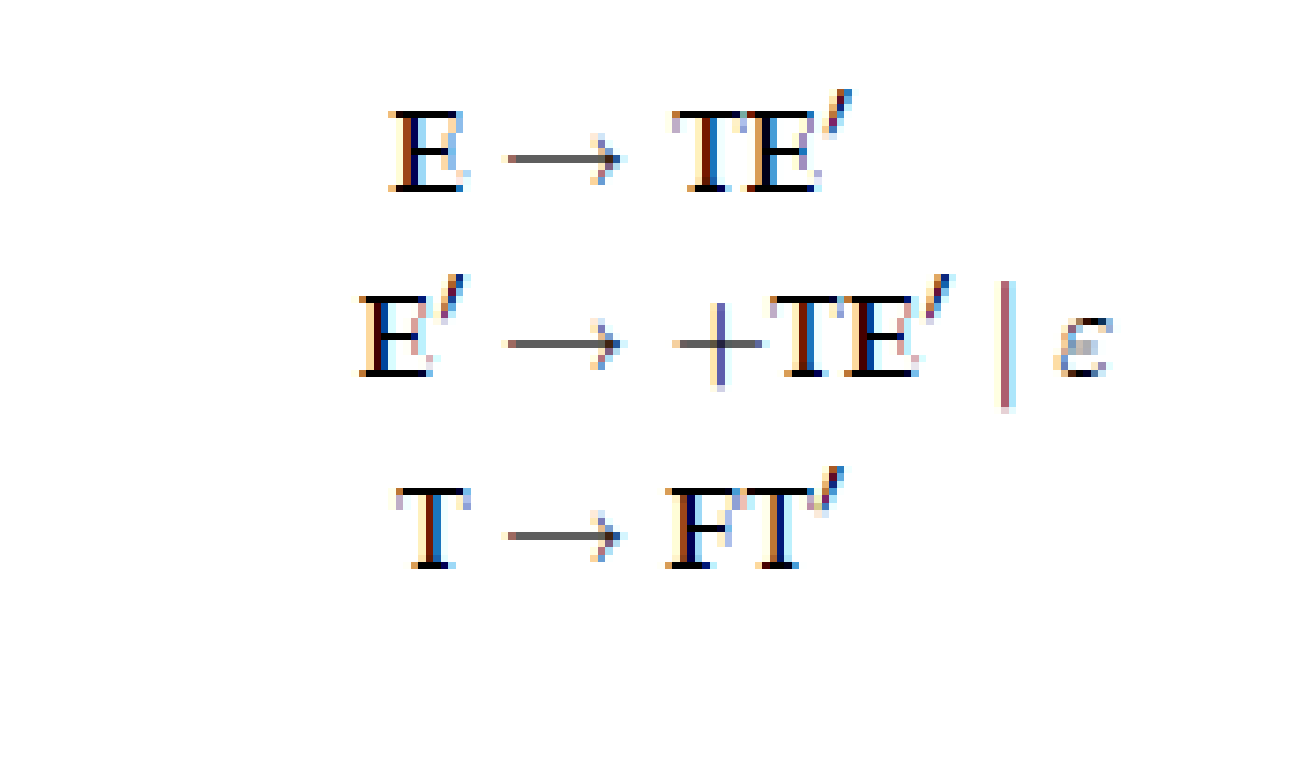 E → TE′
E′ → +TE′ | ε
T → FT′